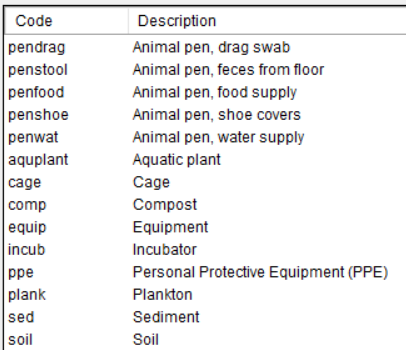 Code Description
pendrag Animal pen, drag swab
penstool Animal pen, feces from floor
penfood Animal pen, food supply
penshoe Animal pen, shoe covers
penwat Animal pen, water supply
aquplant Aquatic plant
cage Cage
comp Compost
equip Equipment
incub Incubator
ppe Personal Protective Equipment (PPE)
plank Plankton
sed Sediment
soil Soil